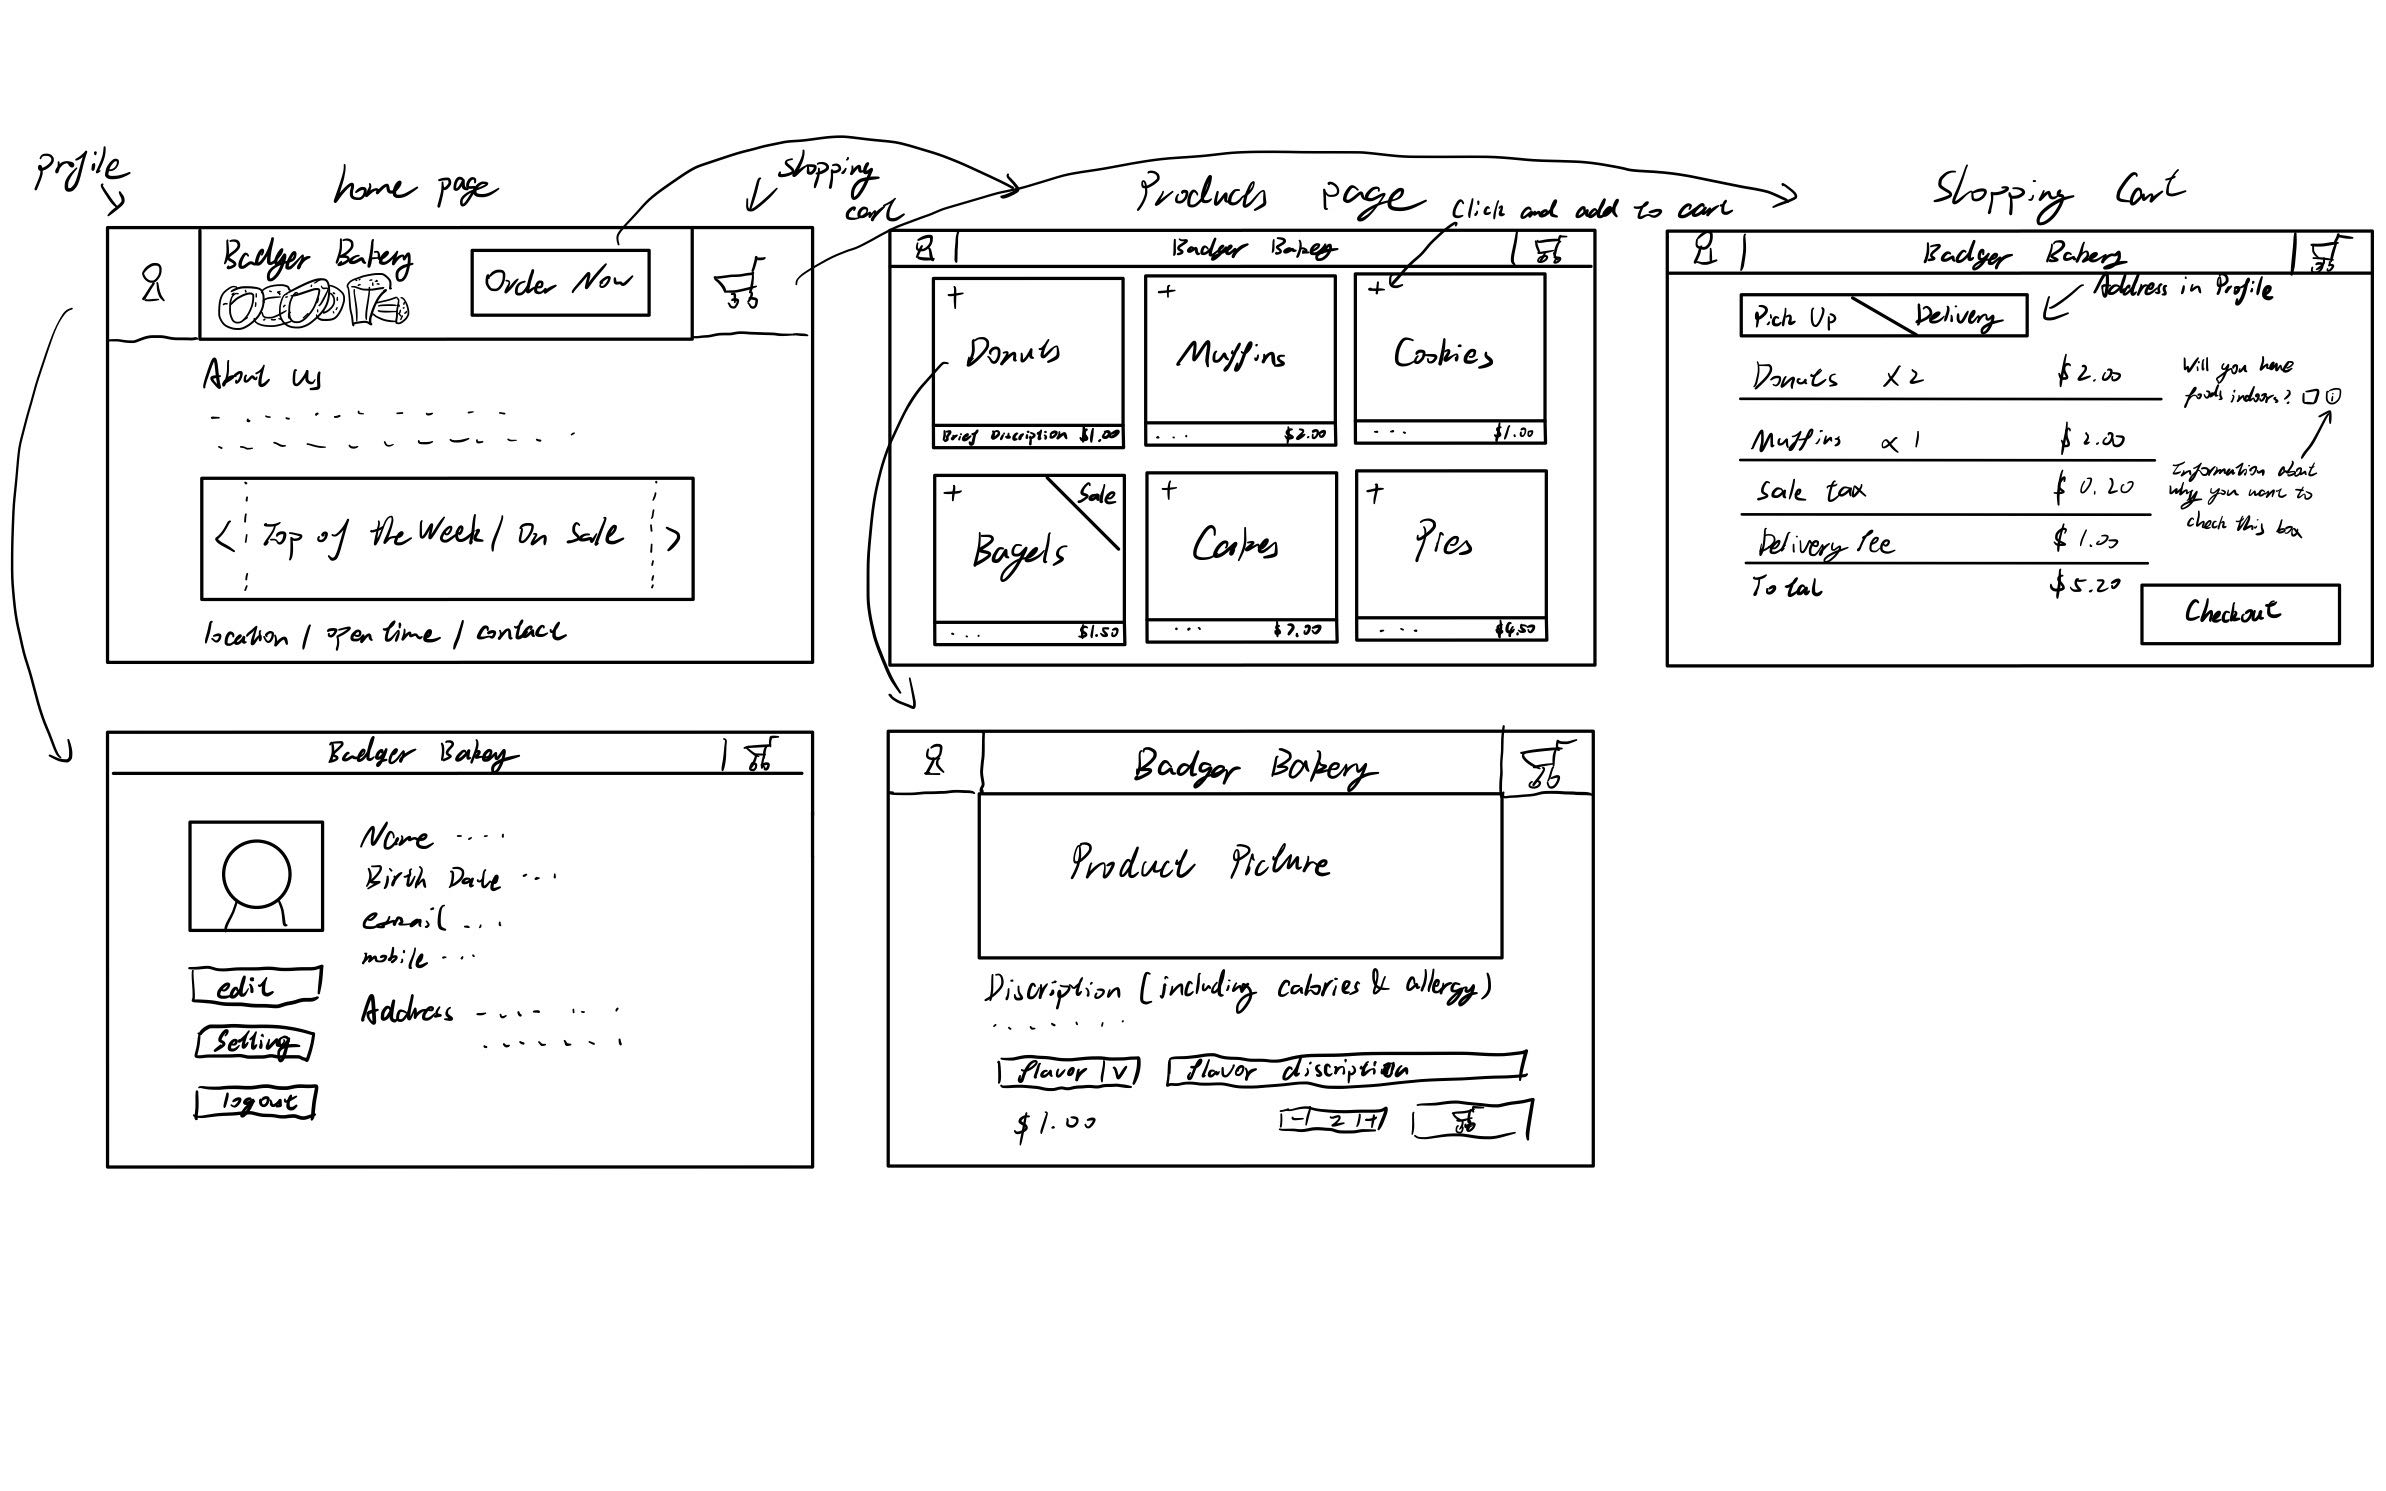 Profile
home page
shopping
cart
Products page
Click and add to cart
Shopping Cart
Badger Bakery
Order Now
About us
< Top of the Week / On Sale >
location / open time / contact
Badger Bakery
+
Donuts
Brief Discription $1.00
+
Muffins
$2.00
+
Cookies
$1.00
+
Sale
Bagels
$1.50
+
Cakes
$7.00
+
Pies
$4.50
Badger Bakery
Address in Profile
Pick Up
Delivery
Donuts x2 $2.00
Muffins x1 $2.00
Sale tax $0.20
Delivery fee $1.00
Total $5.20
Will you have
foods indoors? i
Information about
why you want to
check this box
Checkout
Badger Bakey
Name
Birth Date
email
mobile
Address
edit
Setting
logout
Badger Bakery
Product Picture
Discription (including calories & allergy)
flavor | v
flavor discription
$1.00
- | 2 | +